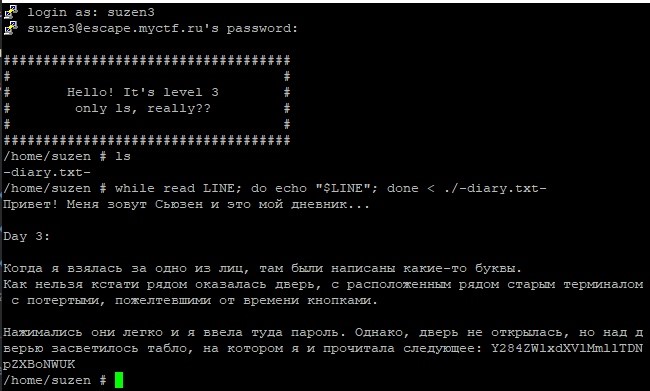 login as: suzen3
suzen3@escape.myctf.ru's password:
####################################
#                                  #
#       Hello! It's level 3        #
#        only ls, really??         #
#                                  #
####################################
/home/suzen # ls
-diary.txt-
/home/suzen # while read LINE; do echo "$LINE"; done < ./-diary.txt-
Привет! Меня зовут Сьюзен и это мой дневник...
Day 3:
Когда я взялась за одно из лиц, там были написаны какие-то буквы.
Как нельзя кстати рядом оказалась дверь, с расположенным рядом старым терминалом
с потертыми, пожелтевшими от времени кнопками.
Нажимались они легко и я ввела туда пароль. Однако, дверь не открылась, но над д
верью засветилось табло, на котором я и прочитала следующее: Y284ZWlxdXVlMmllTDN
pZXBoNWUK
/home/suzen #